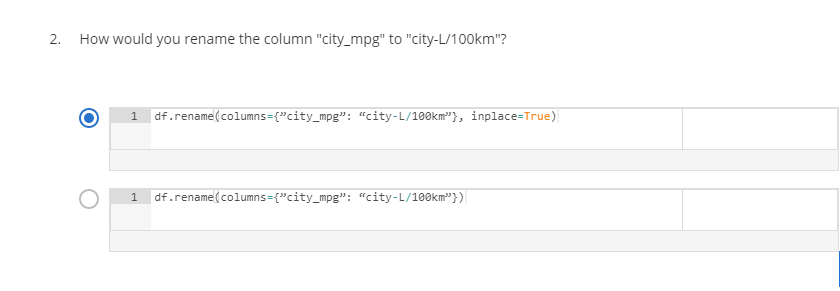 2. How would you rename the column "city_mpg" to "city-L/100km"?
1 df.rename(columns={”city_mpg”: “city-L/100km”}, inplace=True)
1 df.rename(columns={”city_mpg”: “city-L/100km”})